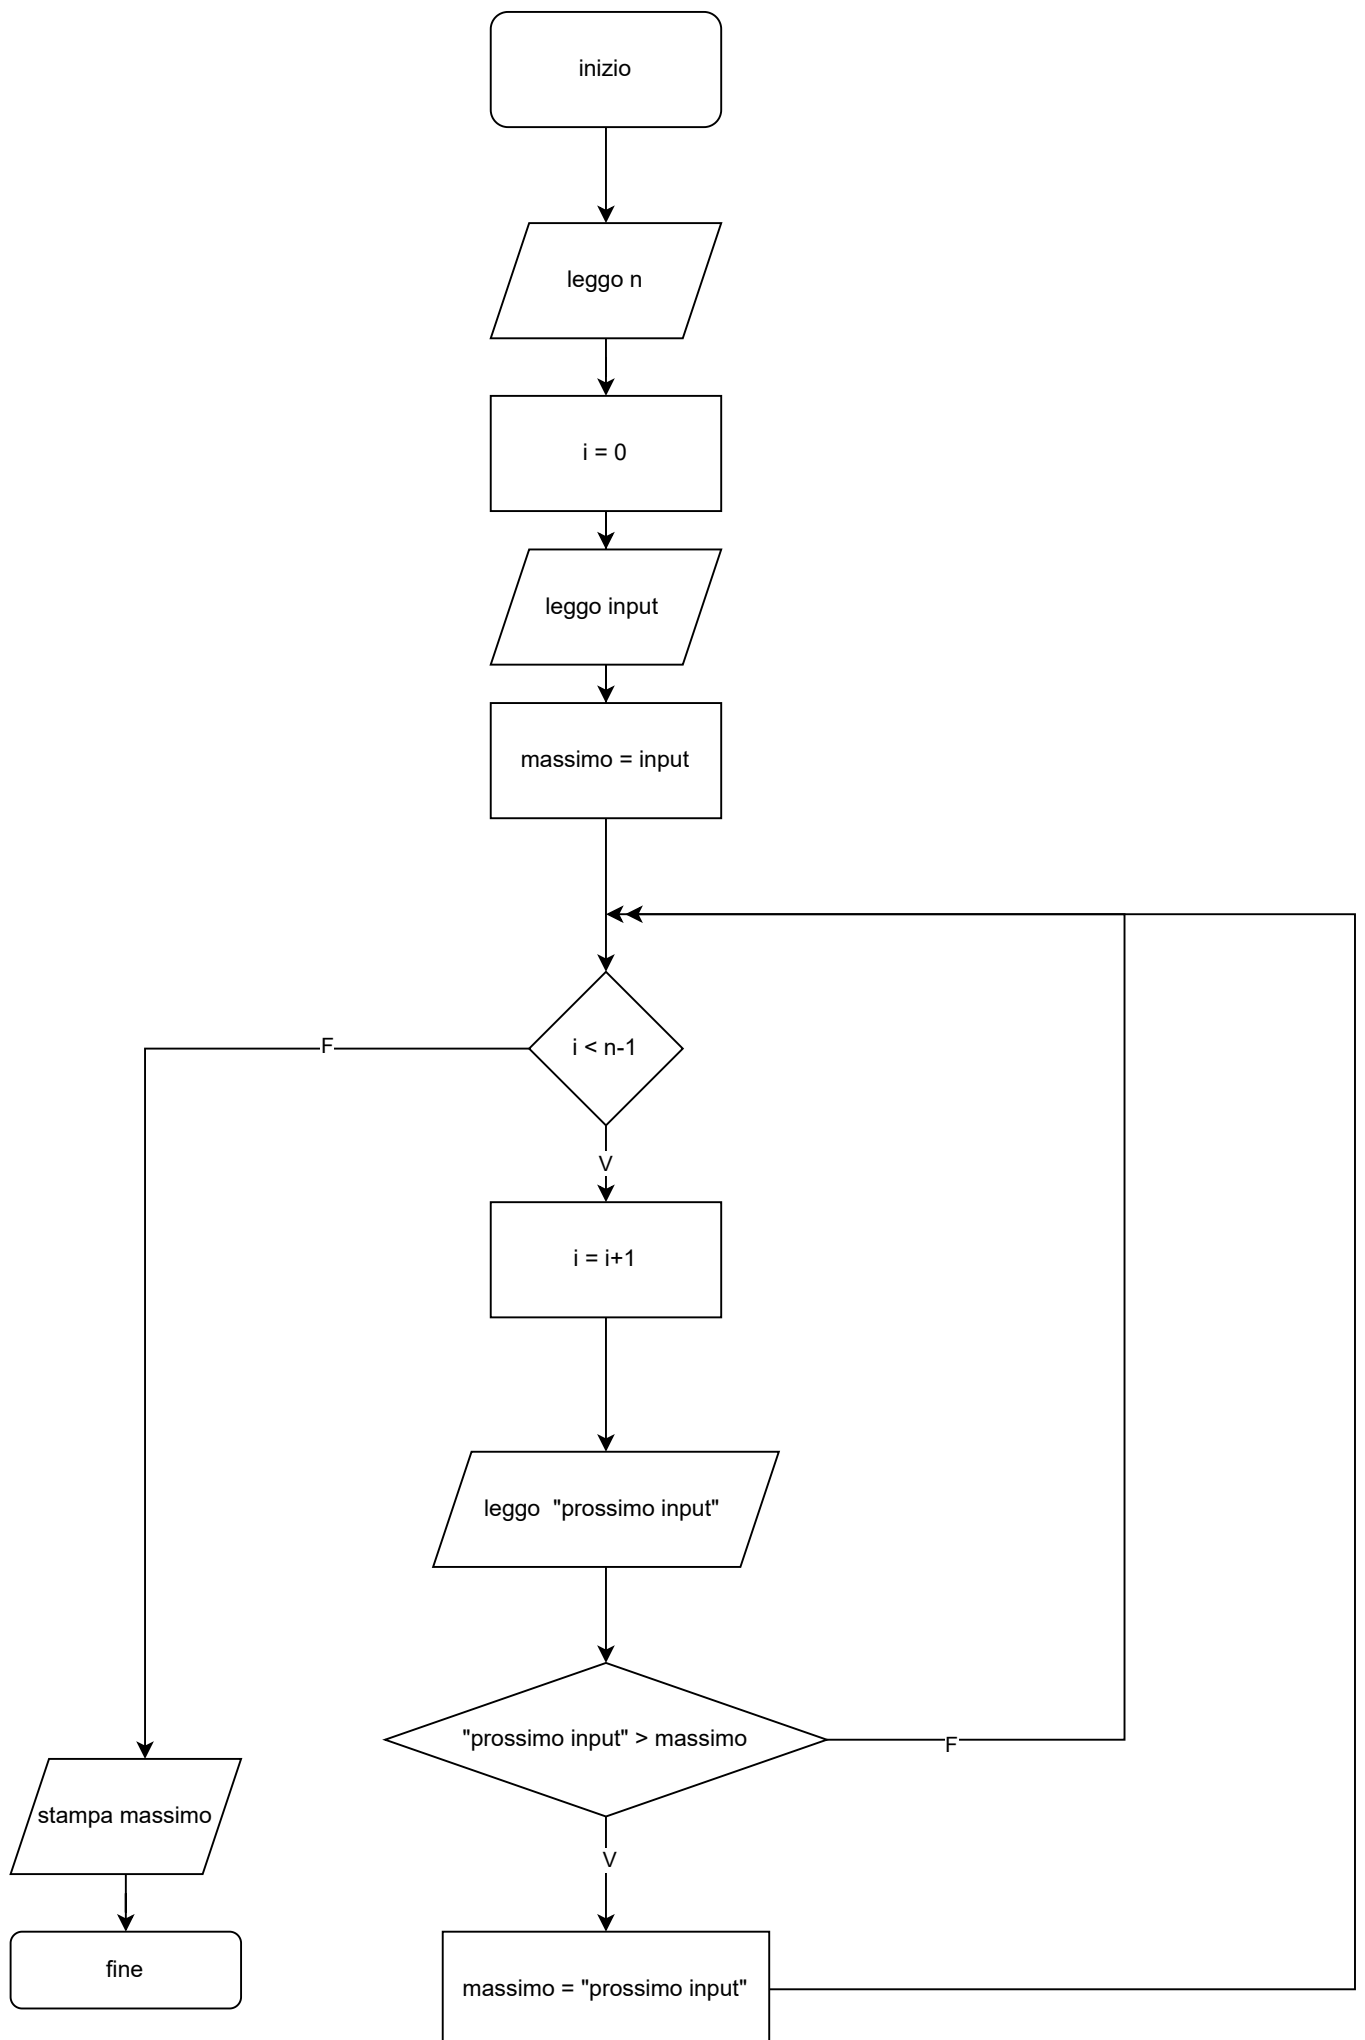 inizio
leggo n
i = 0
leggo input
massimo = input
i < n-1
F
V
i = i+1
leggo  "prossimo input"
"prossimo input" > massimo
F
V
massimo = "prossimo input"
stampa massimo
fine